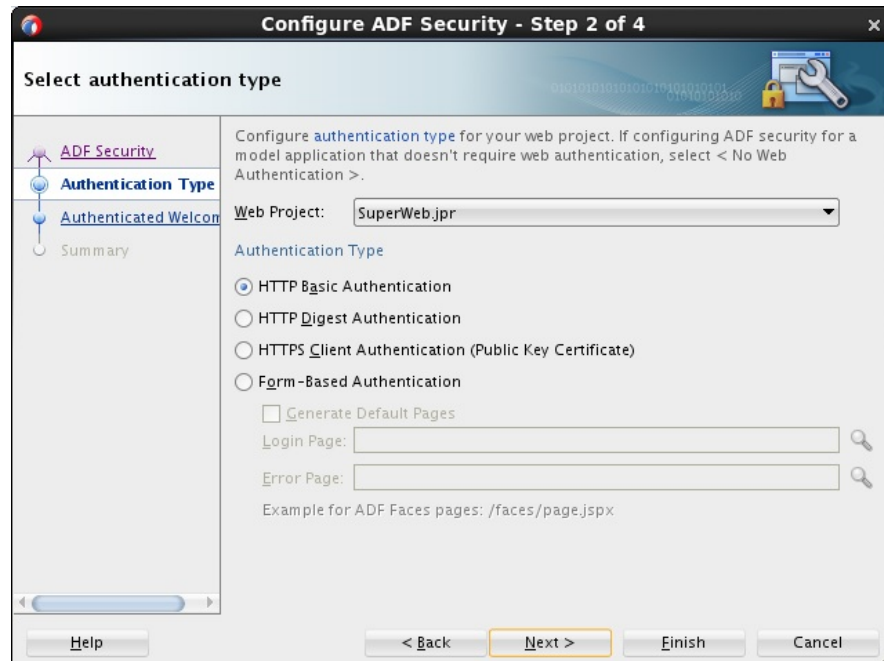 Configure ADF Security - Step 2 of 4
Select authentication type
ADF Security
Authentication Type
Authenticated Welcom
Summary
Configure authentication type for your web project. If configuring ADF security for a
model application that doesn't require web authentication, select < No Web
Authentication >.
Web Project: SuperWeb.jpr
Authentication Type
HTTP Basic Authentication
HTTP Digest Authentication
HTTPS Client Authentication (Public Key Certificate)
Form-Based Authentication
Generate Default Pages
Login Page:
Error Page:
Example for ADF Faces pages: /faces/page.jspx
Help
< Back
Next >
Finish
Cancel